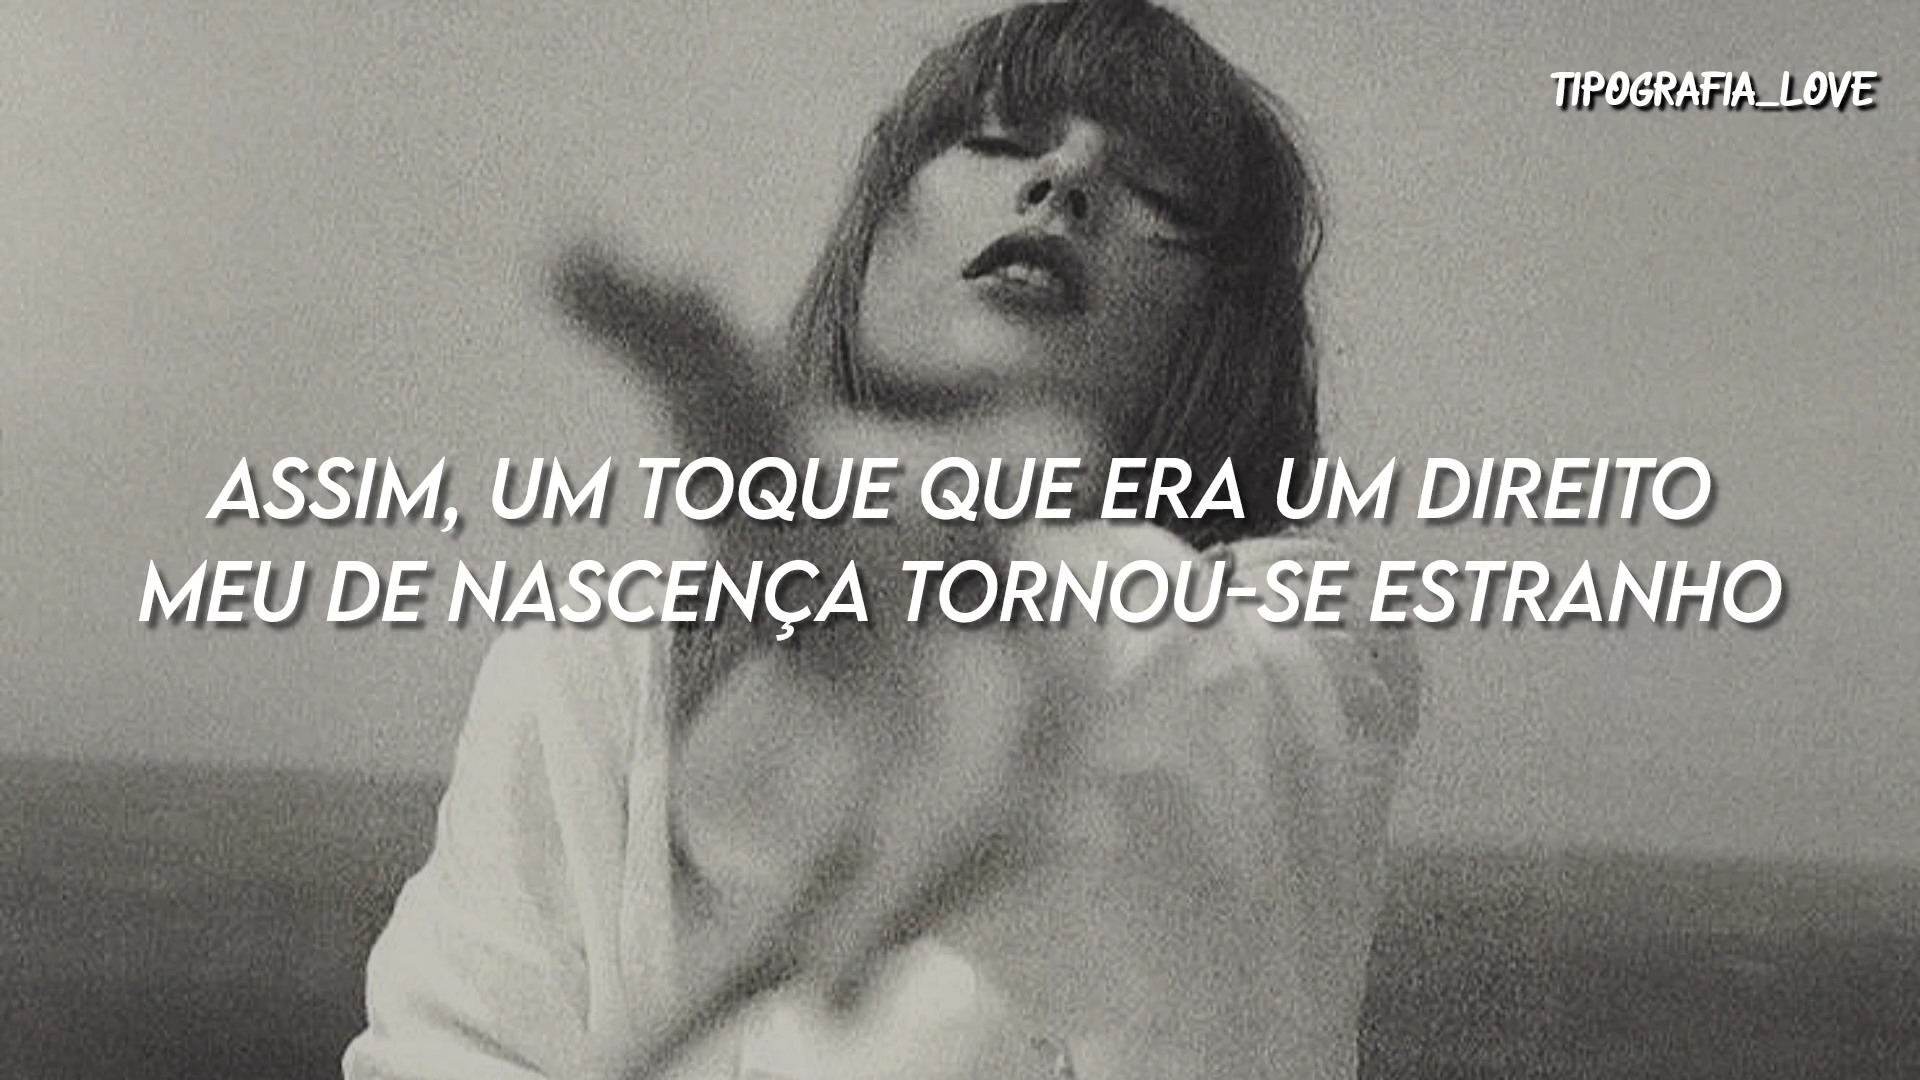 TIPOGRAFIA_LOVE
ASSIM, UM TOQUE QUE ERA UM DIREITO
MEU DE NASCENÇA TORNOU-SE ESTRANHO